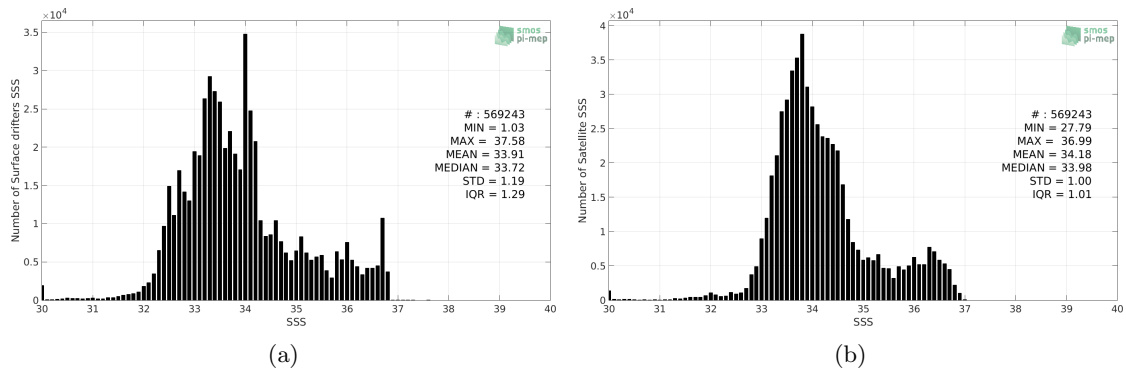 ×10⁴
3.5
3
2.5
2
1.5
1
0.5
0
30 31 32 33 34 35 36 37 38 39 40
SSS
Number of Surface drifters SSS
smos
pi-mep
# : 569243
MIN = 1.03
MAX = 37.58
MEAN = 33.91
MEDIAN = 33.72
STD = 1.19
IQR = 1.29
(a)
×10⁴
4
3.5
3
2.5
2
1.5
1
0.5
0
30 31 32 33 34 35 36 37 38 39 40
SSS
Number of Satellite SSS
smos
pi-mep
# : 569243
MIN = 27.79
MAX = 36.99
MEAN = 34.18
MEDIAN = 33.98
STD = 1.00
IQR = 1.01
(b)